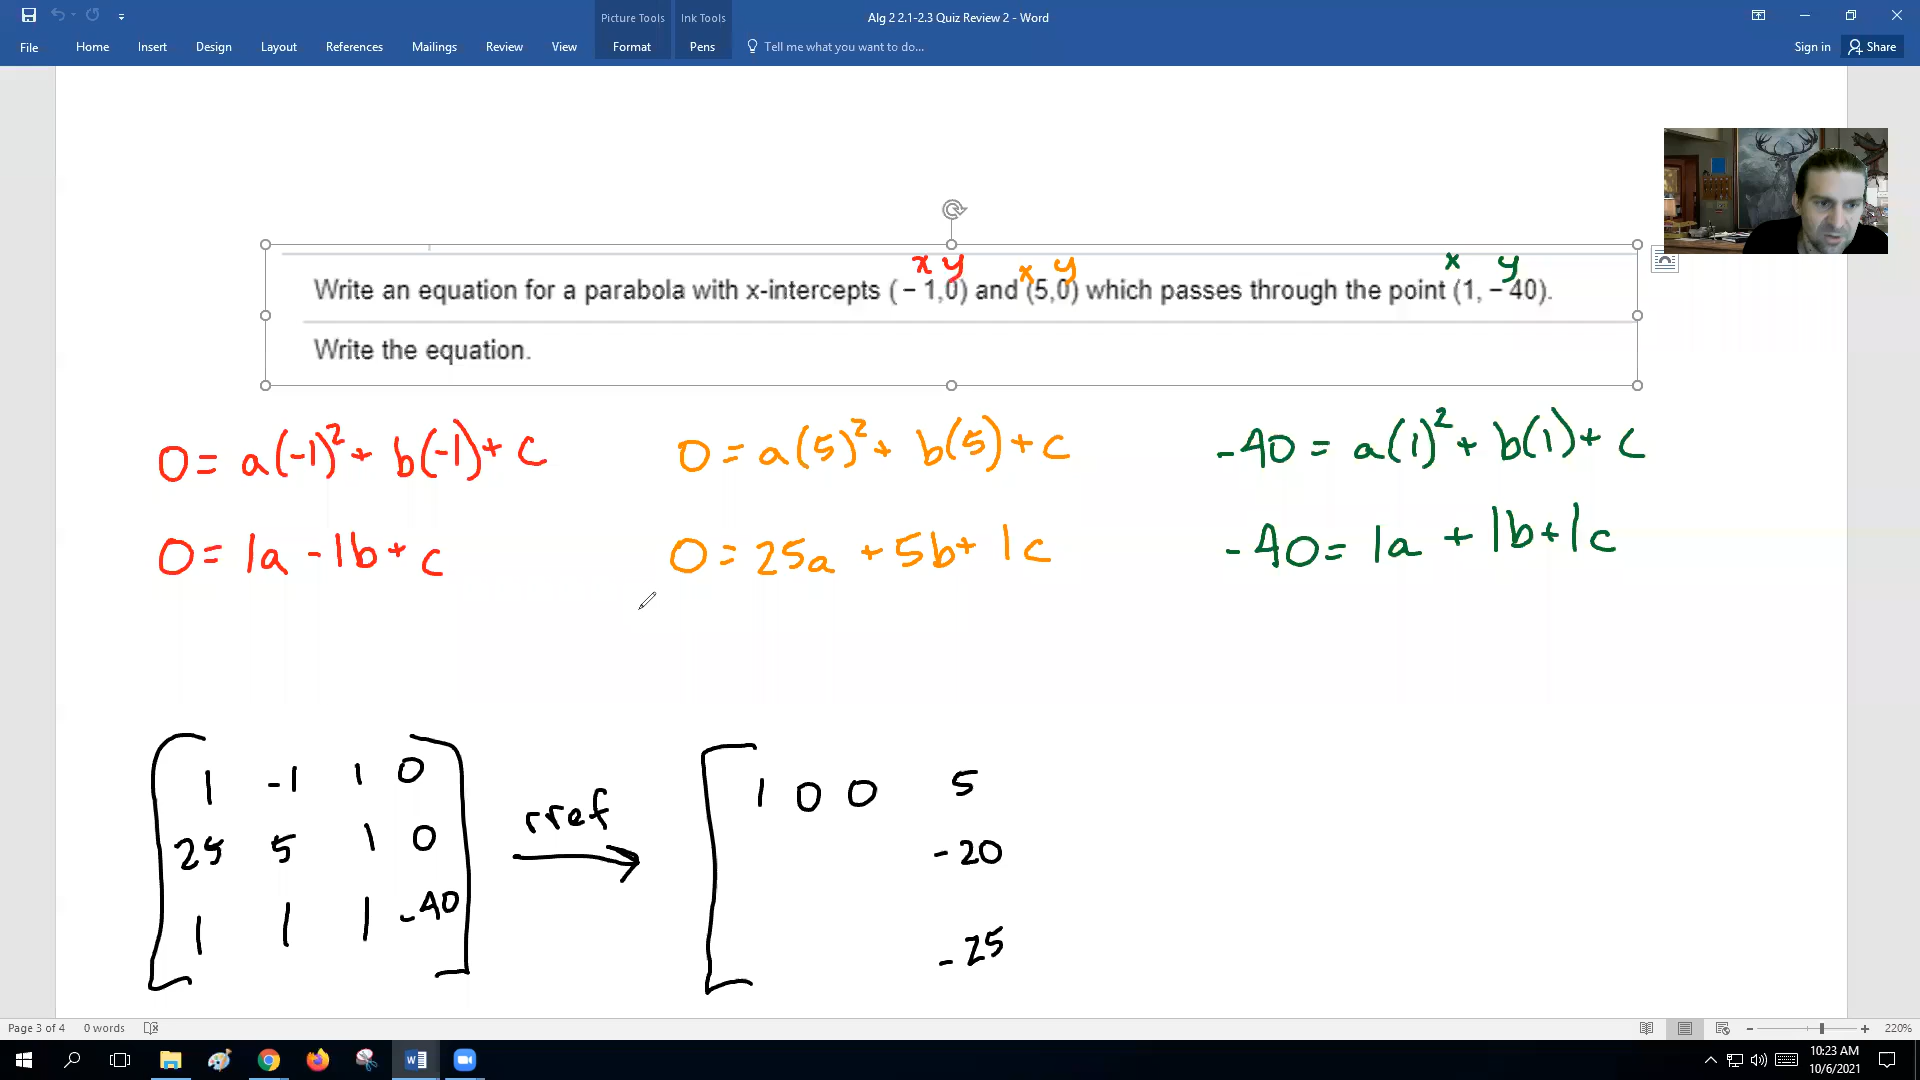 Picture Tools Ink Tools Alg 2 2.1-2.3 Quiz Review 2 - Word
File Home Insert Design Layout References Mailings Review View Format Pens Tell me what you want to do... Sign in Share
x y x y x y
Write an equation for a parabola with x-intercepts (−1,0) and (5,0) which passes through the point (1, −40).
Write the equation.
0 = a(-1)² + b(-1) + c 0 = a(5)² + b(5) + c -40 = a(1)² + b(1) + c
0 = 1a - 1b + c 0 = 25a + 5b + 1c -40 = 1a + 1b + 1c
1 -1 1 0 1 0 0 5
rref
25 5 1 0 -20
1 1 1 -40 -25
Page 3 of 4 0 words 220%
10:23 AM
10/6/2021